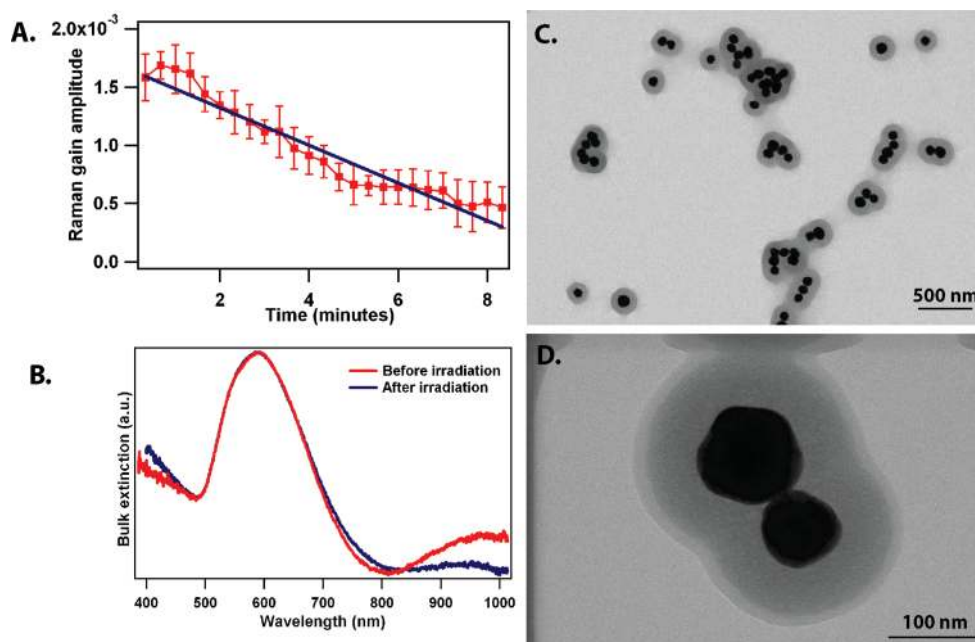 A.
2.0x10-3
1.5
1.0
0.5
0.0
Raman gain amplitude
2 4 6 8
Time (minutes)
B.
Before irradiation
After irradiation
Bulk extinction (a.u.)
400 500 600 700 800 900 1000
Wavelength (nm)
C.
500 nm
D.
100 nm